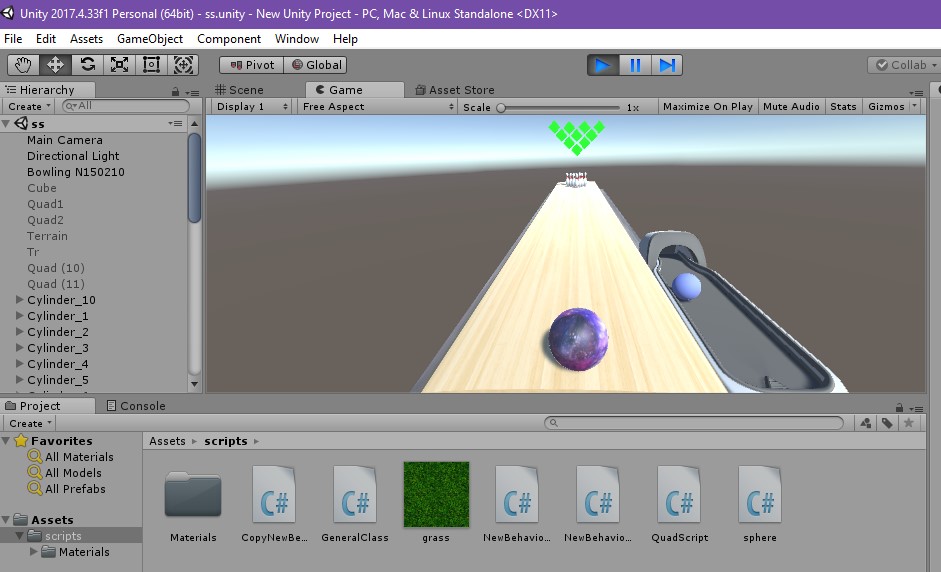 Unity 2017.4.33f1 Personal (64bit) - ss.unity - New Unity Project - PC, Mac & Linux Standalone <DX11>
File Edit Assets GameObject Component Window Help
Pivot Global Collab
Hierarchy
Create All
ss
Main Camera
Directional Light
Bowling N150210
Cube
Quad1
Quad2
Terrain
Tr
Quad (10)
Quad (11)
Cylinder_10
Cylinder_1
Cylinder_2
Cylinder_3
Cylinder_4
Cylinder_5
Scene Game Asset Store
Display 1 Free Aspect Scale 1x Maximize On Play Mute Audio Stats Gizmos
Project Console
Create
Favorites
All Materials
All Models
All Prefabs
Assets
scripts
Materials
Assets scripts
C# C# C# C# C# C#
Materials CopyNewBe... GeneralClass grass NewBehavio... NewBehavio... QuadScript sphere